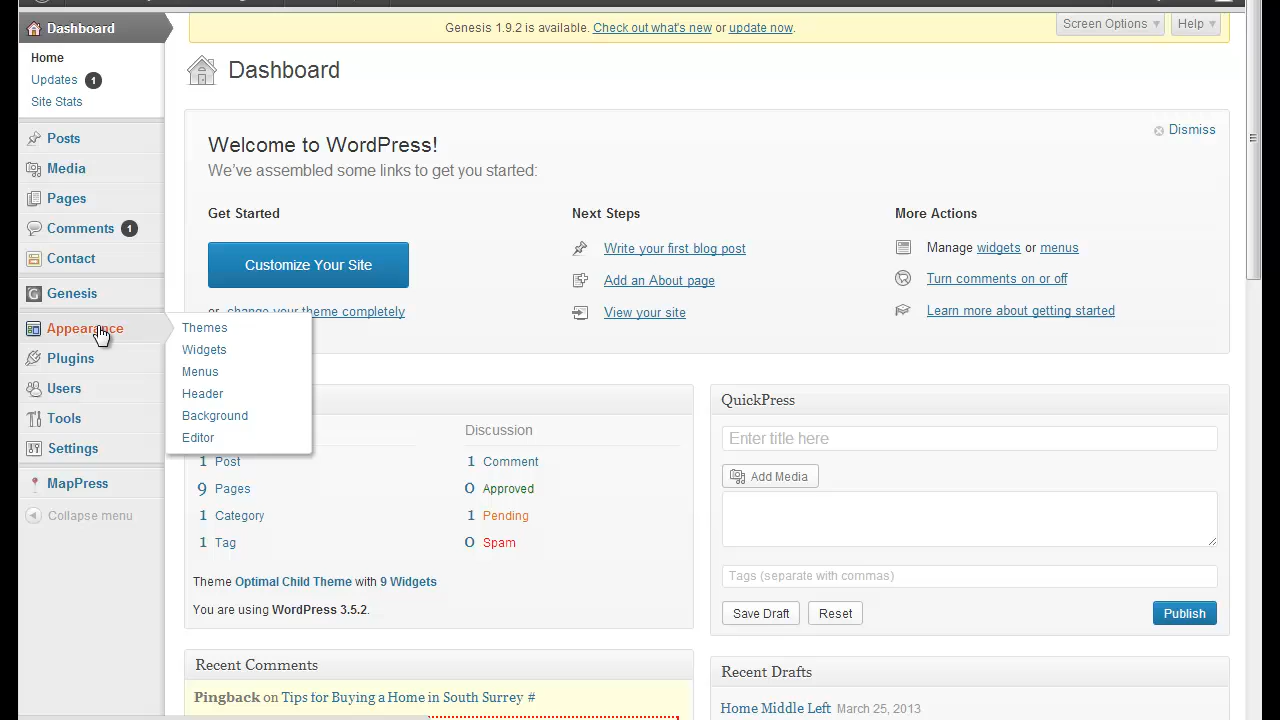 Dashboard
Home
Updates 1
Site Stats
Posts
Media
Pages
Comments 1
Contact
Genesis
Appearance
Plugins
Users
Tools
Settings
MapPress
Collapse menu
Themes
Widgets
Menus
Header
Background
Editor
Genesis 1.9.2 is available. Check out what's new or update now.
Screen Options
Help
Dashboard
Welcome to WordPress!
We've assembled some links to get you started:
Dismiss
Get Started
Customize Your Site
or change your theme completely
Next Steps
Write your first blog post
Add an About page
View your site
More Actions
Manage widgets or menus
Turn comments on or off
Learn more about getting started
Discussion
1 Post
9 Pages
1 Category
1 Tag
1 Comment
0 Approved
1 Pending
0 Spam
Theme Optimal Child Theme with 9 Widgets
You are using WordPress 3.5.2.
QuickPress
Enter title here
Add Media
Tags (separate with commas)
Save Draft
Reset
Publish
Recent Comments
Pingback on Tips for Buying a Home in South Surrey #
Recent Drafts
Home Middle Left March 25, 2013